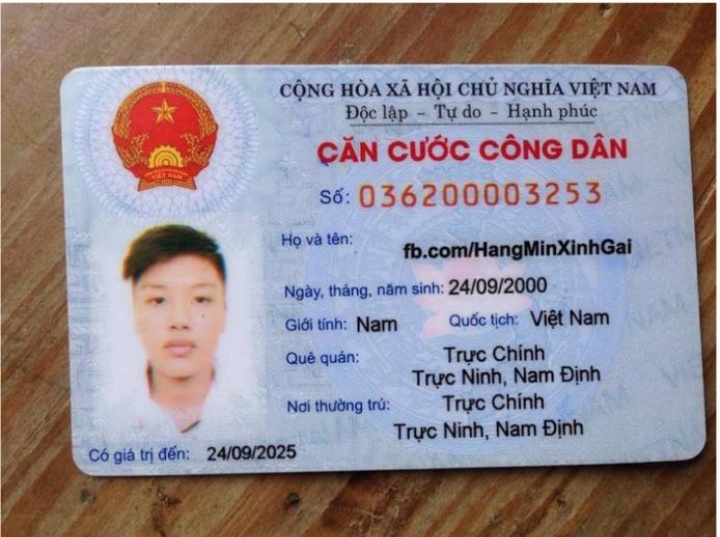 CỘNG HÒA XÃ HỘI CHỦ NGHĨA VIỆT NAM
Độc lập – Tự do – Hạnh phúc
CĂN CƯỚC CÔNG DÂN
Số: 036200003253
Họ và tên: fb.com/HangMinXinhGai
Ngày, tháng, năm sinh: 24/09/2000
Giới tính: Nam Quốc tịch: Việt Nam
Quê quán: Trực Chính
Trực Ninh, Nam Định
Nơi thường trú: Trực Chính
Trực Ninh, Nam Định
Có giá trị đến: 24/09/2025
VIỆT NAM